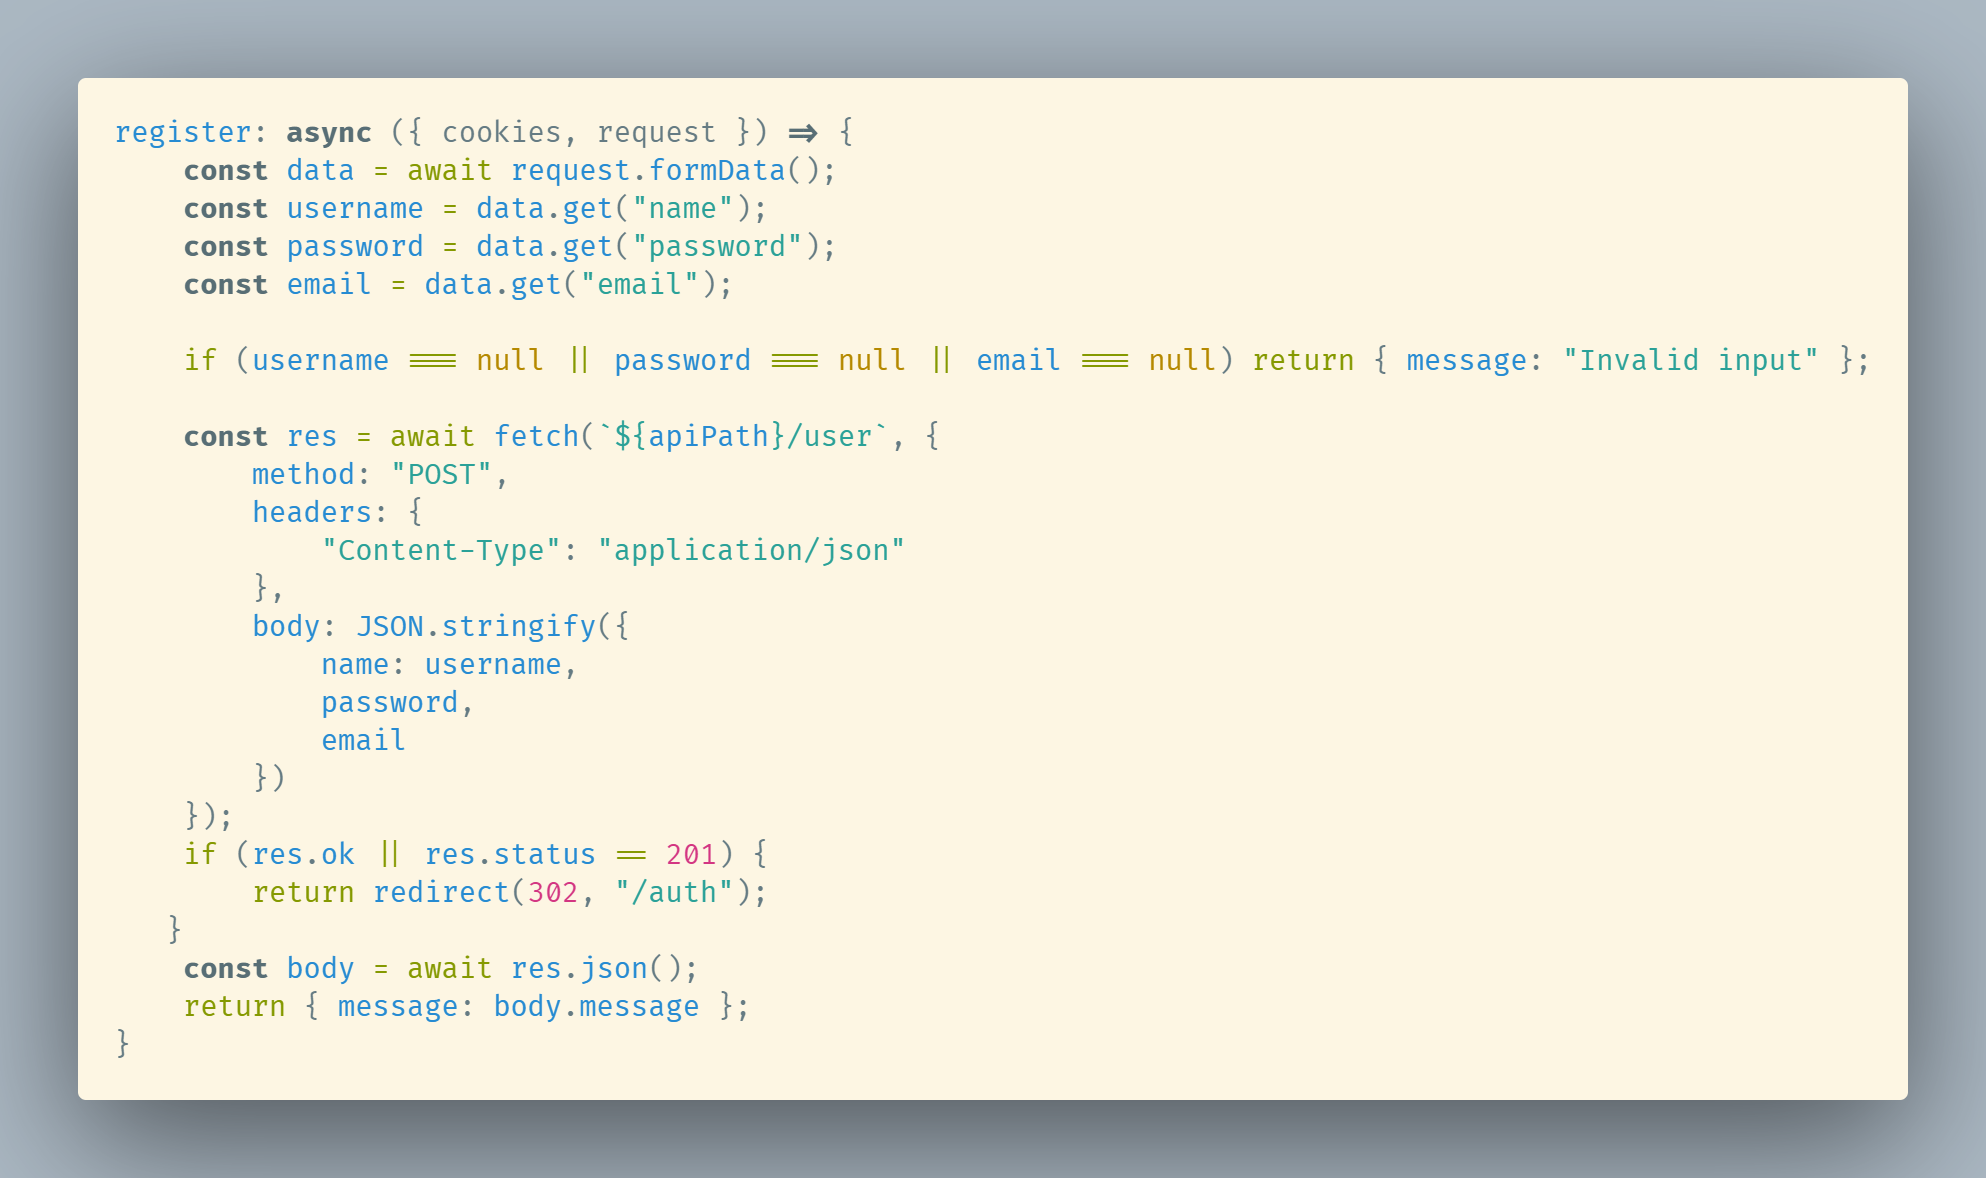 register: async ({ cookies, request }) => {
    const data = await request.formData();
    const username = data.get("name");
    const password = data.get("password");
    const email = data.get("email");

    if (username === null || password === null || email === null) return { message: "Invalid input" };

    const res = await fetch(`${apiPath}/user`, {
        method: "POST",
        headers: {
            "Content-Type": "application/json"
        },
        body: JSON.stringify({
            name: username,
            password,
            email
        })
    });
    if (res.ok || res.status == 201) {
        return redirect(302, "/auth");
   }
    const body = await res.json();
    return { message: body.message };
}